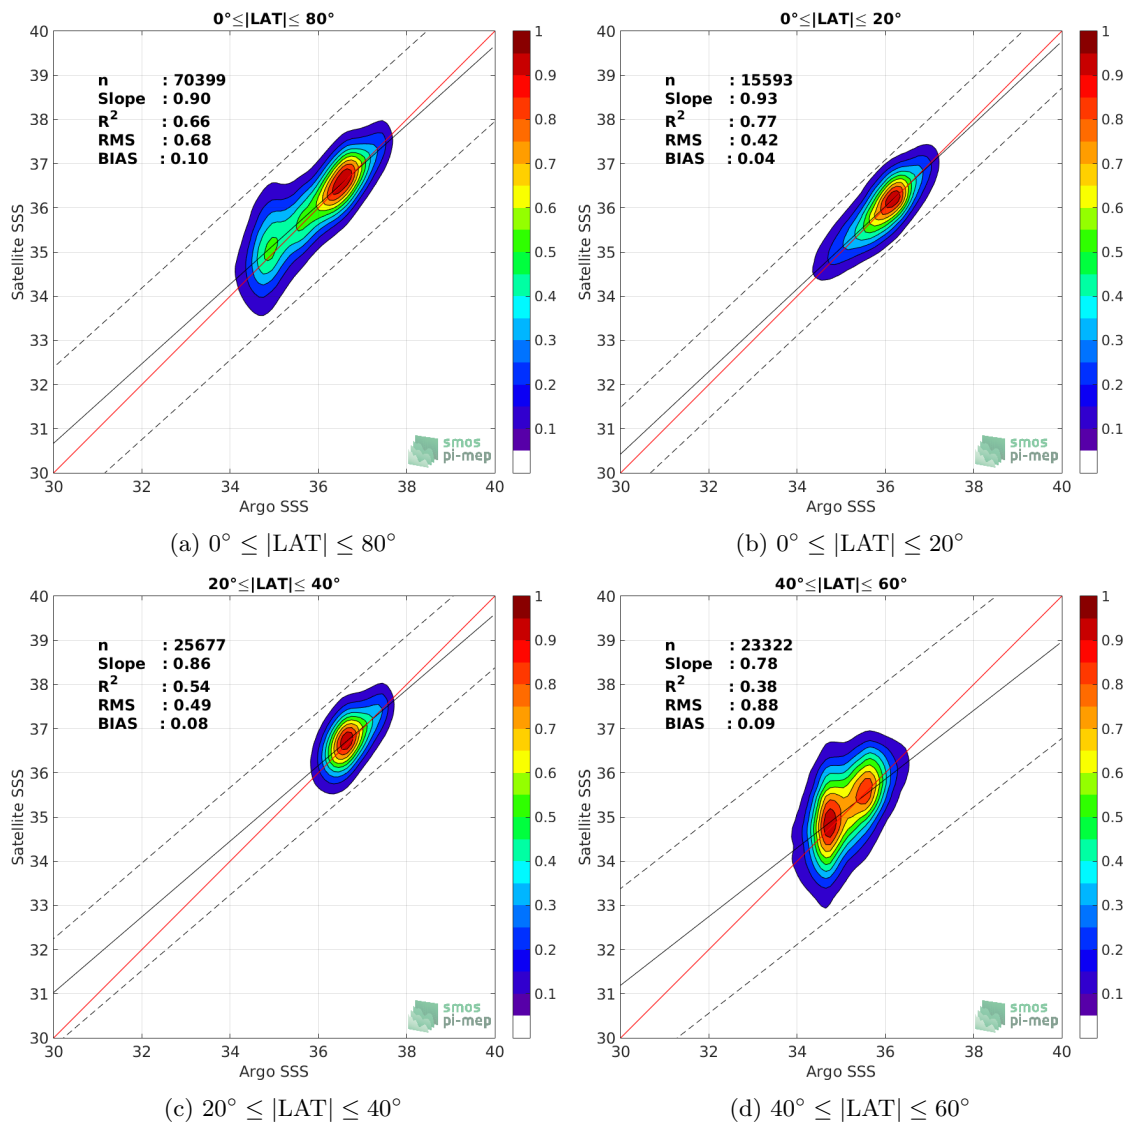 0°≤|LAT|≤ 80°
n : 70399
Slope : 0.90
R2 : 0.66
RMS : 0.68
BIAS : 0.10
Satellite SSS
40
39
38
37
36
35
34
33
32
31
30
30 32 34 36 38 40
Argo SSS
smos
pi-mep
1
0.9
0.8
0.7
0.6
0.5
0.4
0.3
0.2
0.1
(a) 0° ≤ |LAT| ≤ 80°
0°≤|LAT|≤ 20°
n : 15593
Slope : 0.93
R2 : 0.77
RMS : 0.42
BIAS : 0.04
Satellite SSS
40
39
38
37
36
35
34
33
32
31
30
30 32 34 36 38 40
Argo SSS
smos
pi-mep
1
0.9
0.8
0.7
0.6
0.5
0.4
0.3
0.2
0.1
(b) 0° ≤ |LAT| ≤ 20°
20°≤|LAT|≤ 40°
n : 25677
Slope : 0.86
R2 : 0.54
RMS : 0.49
BIAS : 0.08
Satellite SSS
40
39
38
37
36
35
34
33
32
31
30
30 32 34 36 38 40
Argo SSS
smos
pi-mep
1
0.9
0.8
0.7
0.6
0.5
0.4
0.3
0.2
0.1
(c) 20° ≤ |LAT| ≤ 40°
40°≤|LAT|≤ 60°
n : 23322
Slope : 0.78
R2 : 0.38
RMS : 0.88
BIAS : 0.09
Satellite SSS
40
39
38
37
36
35
34
33
32
31
30
30 32 34 36 38 40
Argo SSS
smos
pi-mep
1
0.9
0.8
0.7
0.6
0.5
0.4
0.3
0.2
0.1
(d) 40° ≤ |LAT| ≤ 60°